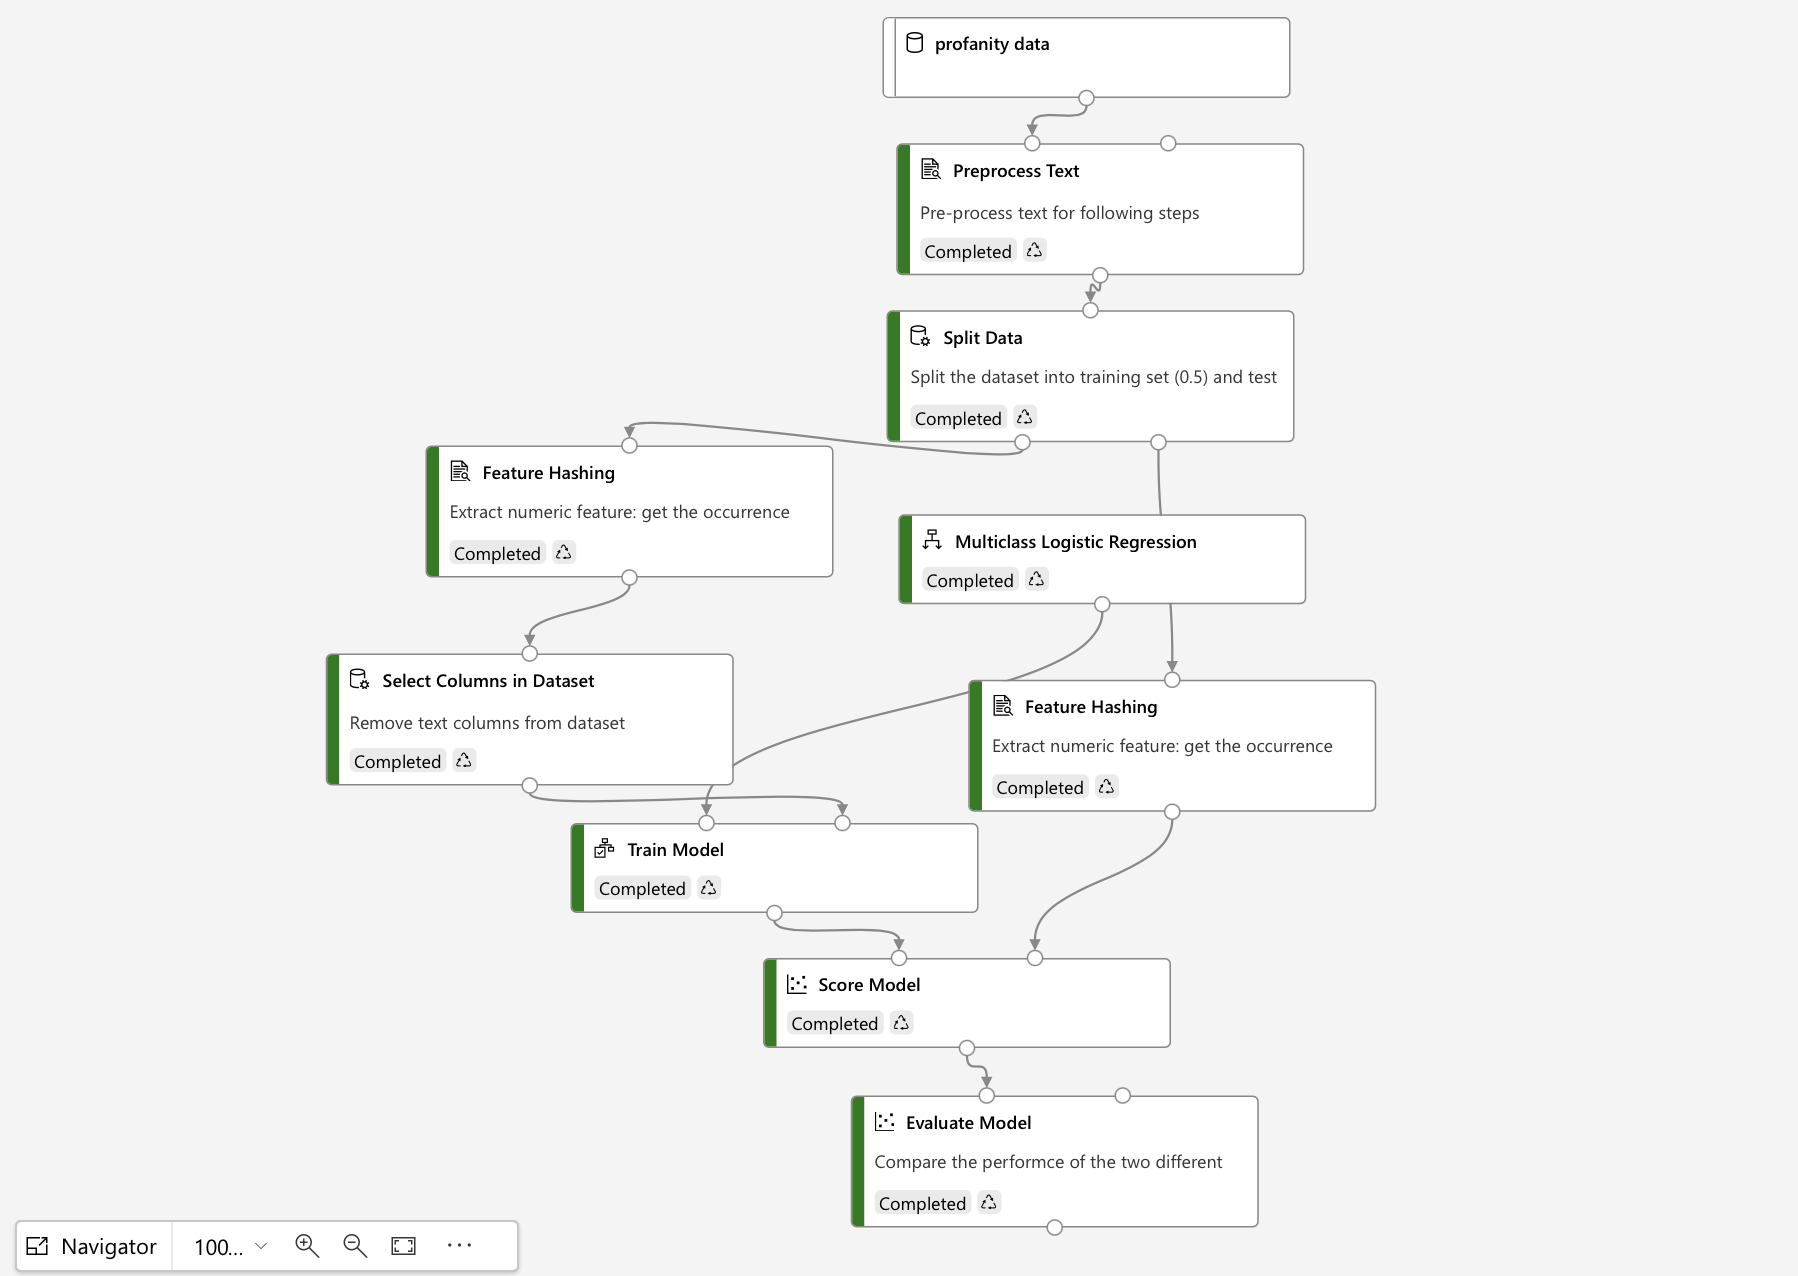 profanity data
Preprocess Text
Pre-process text for following steps
Completed
Split Data
Split the dataset into training set (0.5) and test
Completed
Feature Hashing
Extract numeric feature: get the occurrence
Completed
Multiclass Logistic Regression
Completed
Select Columns in Dataset
Remove text columns from dataset
Completed
Feature Hashing
Extract numeric feature: get the occurrence
Completed
Train Model
Completed
Score Model
Completed
Evaluate Model
Compare the performce of the two different
Completed
Navigator 100...